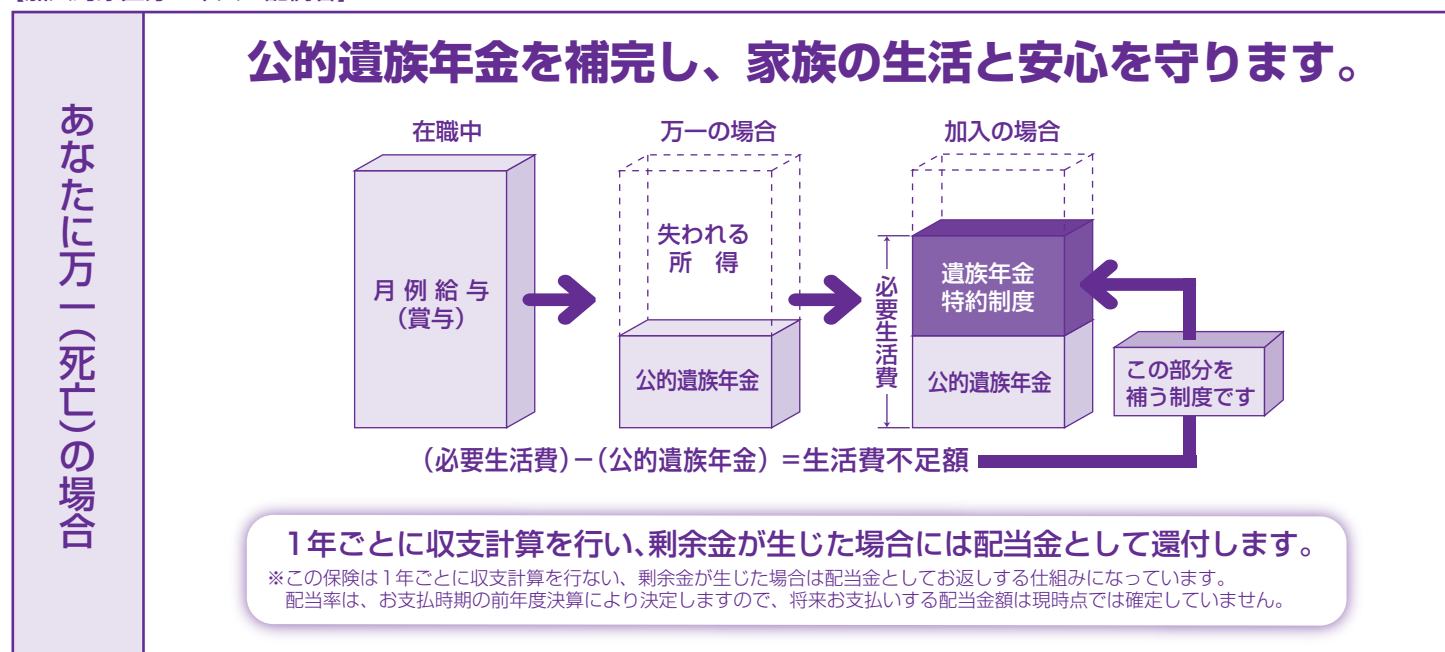 あなたに万一(死亡)の場合
公的遺族年金を補完し、家族の生活と安心を守ります。
在職中
月例給与
(賞与)
万一の場合
失われる
所　得
公的遺族年金
加入の場合
必要生活費
遺族年金
特約制度
公的遺族年金
この部分を
補う制度です
(必要生活費)−(公的遺族年金)=生活費不足額
1年ごとに収支計算を行い、剰余金が生じた場合には配当金として還付します。
※この保険は1年ごとに収支計算を行ない、剰余金が生じた場合は配当金としてお返しする仕組みになっています。
配当率は、お支払時期の前年度決算により決定しますので、将来お支払いする配当金額は現時点では確定していません。